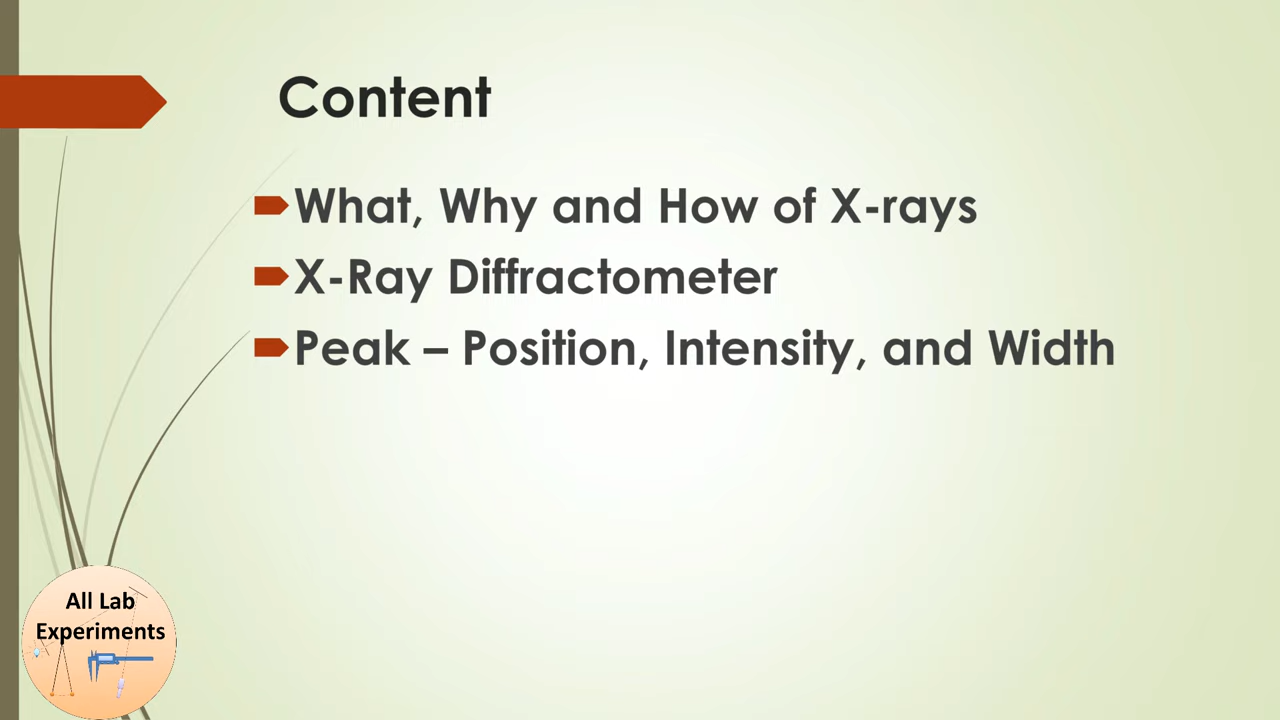 Content
What, Why and How of X-rays
X-Ray Diffractometer
Peak – Position, Intensity, and Width
All Lab
Experiments